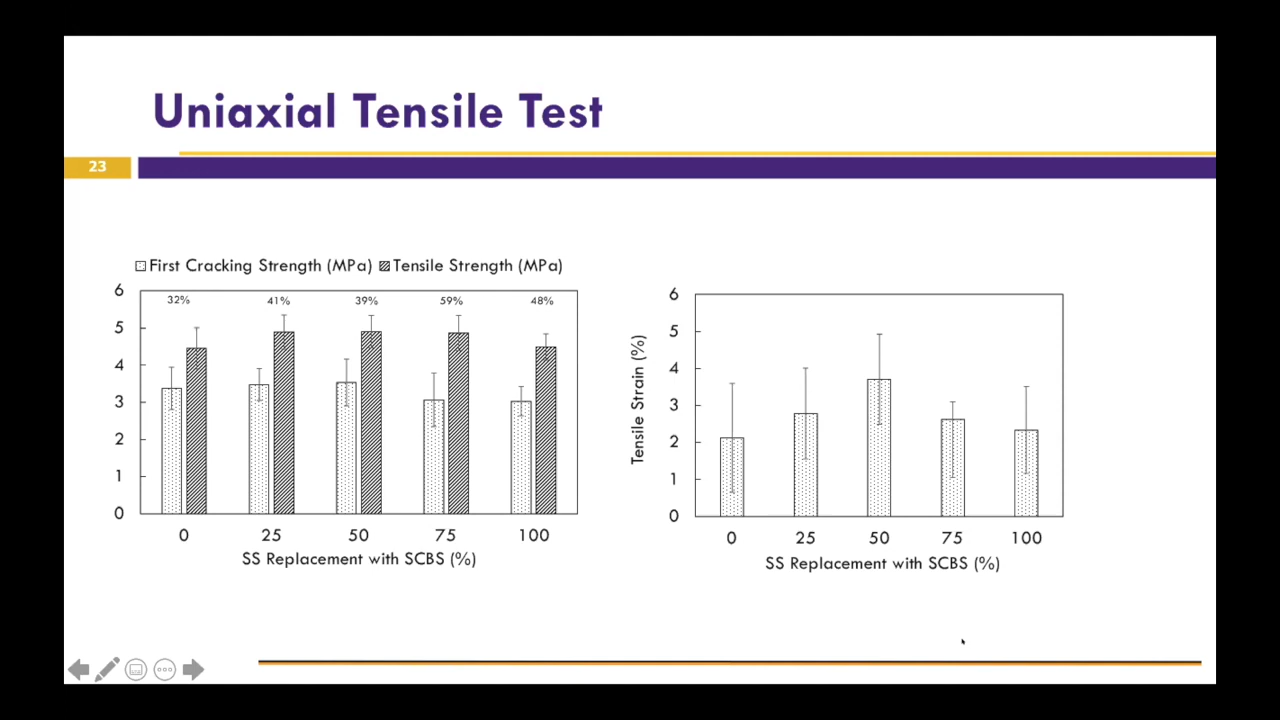 Uniaxial Tensile Test
23
First Cracking Strength (MPa) Tensile Strength (MPa)
6
5
4
3
2
1
0
32% 41% 39% 59% 48%
0 25 50 75 100
SS Replacement with SCBS (%)
Tensile Strain (%)
6
5
4
3
2
1
0
0 25 50 75 100
SS Replacement with SCBS (%)